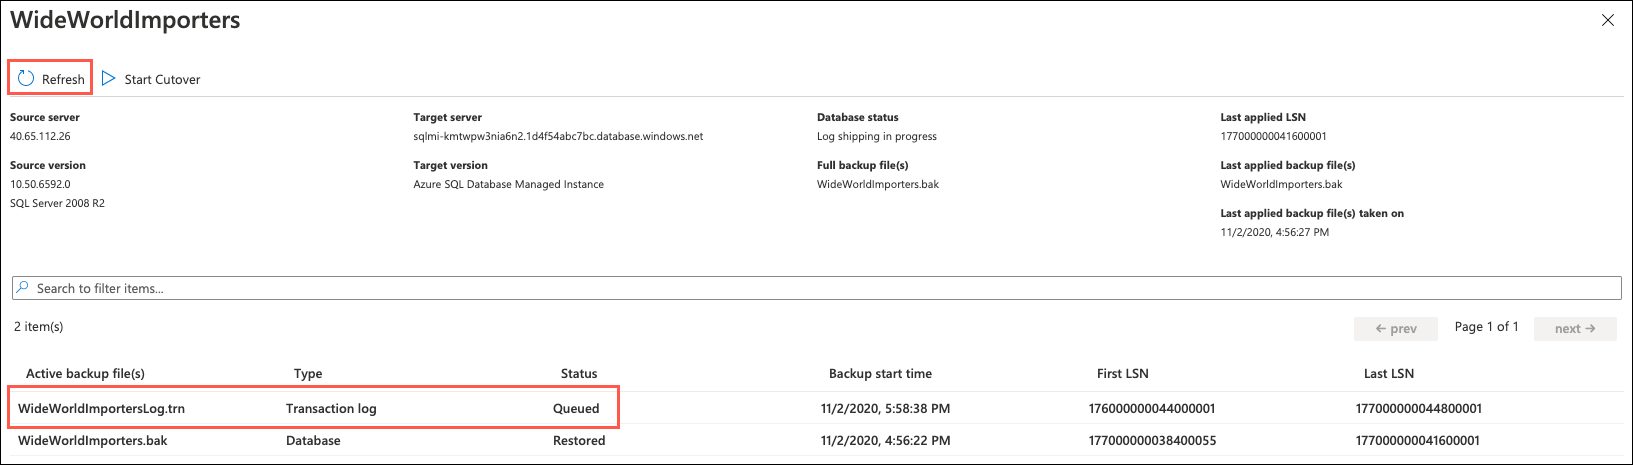 WideWorldImporters
Refresh Start Cutover
Source server Target server Database status Last applied LSN
40.65.112.26 sqlmi-kmtwpw3nia6n2.1d4f54abc7bc.database.windows.net Log shipping in progress 177000000041600001
Source version Target version Full backup file(s) Last applied backup file(s)
10.50.6592.0 Azure SQL Database Managed Instance WideWorldImporters.bak WideWorldImporters.bak
SQL Server 2008 R2
Last applied backup file(s) taken on
11/2/2020, 4:56:27 PM
Search to filter items...
2 item(s) ← prev Page 1 of 1 next →
Active backup file(s) Type Status Backup start time First LSN Last LSN
WideWorldImportersLog.trn Transaction log Queued 11/2/2020, 5:58:38 PM 176000000044000001 177000000044800001
WideWorldImporters.bak Database Restored 11/2/2020, 4:56:22 PM 177000000038400055 177000000041600001